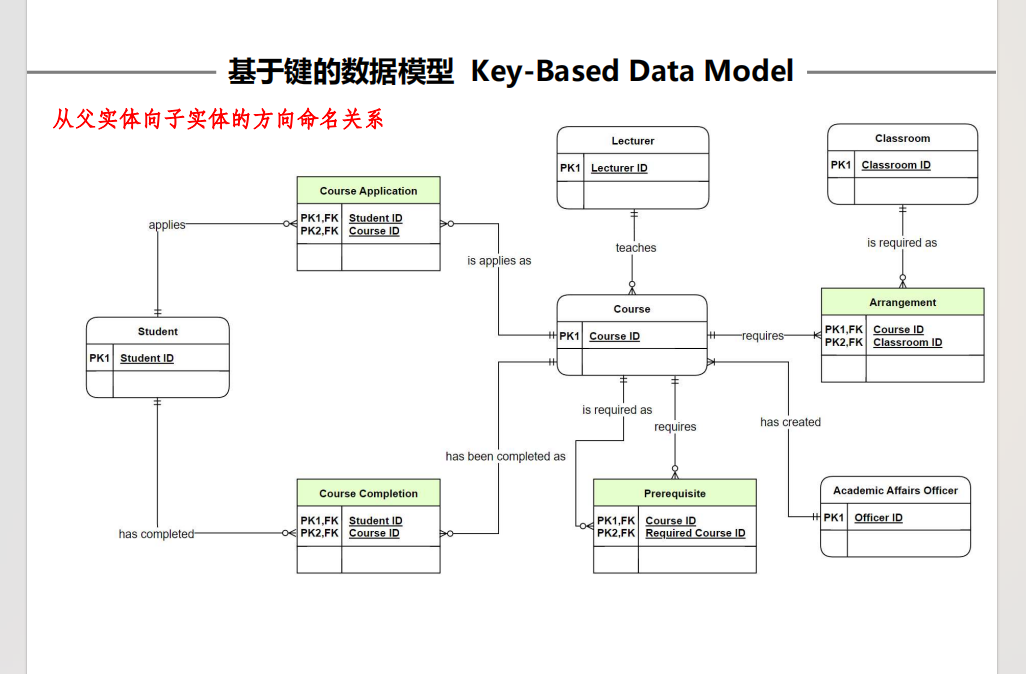 基于键的数据模型 Key-Based Data Model
从父实体向子实体的方向命名关系
Lecturer
PK1 Lecturer ID
Classroom
PK1 Classroom ID
Course Application
PK1,FK Student ID
PK2,FK Course ID
applies
is applies as
teaches
is required as
Student
PK1 Student ID
Course
PK1 Course ID
requires
Arrangement
PK1,FK Course ID
PK2,FK Classroom ID
is required as
requires
has created
has been completed as
has completed
Course Completion
PK1,FK Student ID
PK2,FK Course ID
Prerequisite
PK1,FK Course ID
PK2,FK Required Course ID
Academic Affairs Officer
PK1 Officer ID